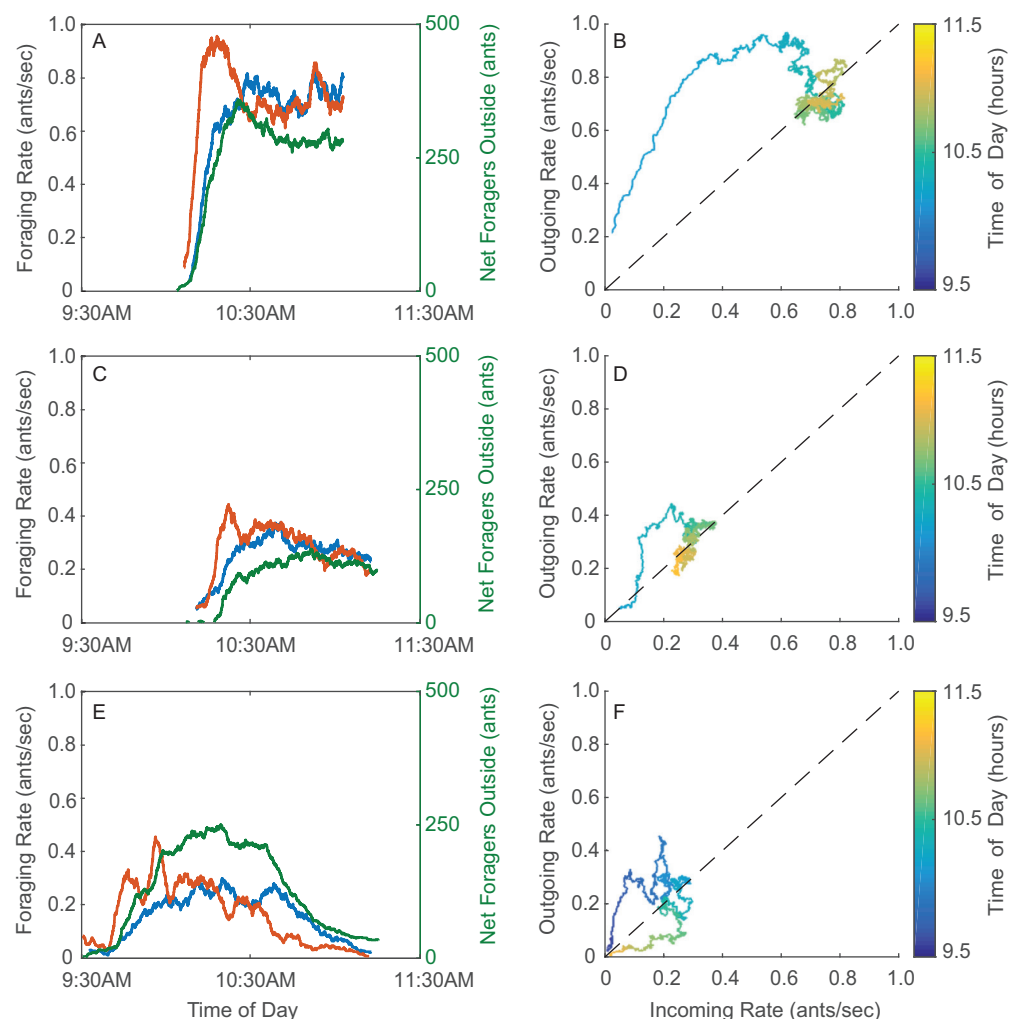 A
Foraging Rate (ants/sec)
1.0
0.8
0.6
0.4
0.2
0
9:30AM
10:30AM
11:30AM
500
250
0
Net Foragers Outside (ants)
B
Outgoing Rate (ants/sec)
1.0
0.8
0.6
0.4
0.2
0
0
0.2
0.4
0.6
0.8
1.0
11.5
10.5
9.5
Time of Day (hours)
C
Foraging Rate (ants/sec)
1.0
0.8
0.6
0.4
0.2
0
9:30AM
10:30AM
11:30AM
500
250
0
Net Foragers Outside (ants)
D
Outgoing Rate (ants/sec)
1.0
0.8
0.6
0.4
0.2
0
0
0.2
0.4
0.6
0.8
1.0
11.5
10.5
9.5
Time of Day (hours)
E
Foraging Rate (ants/sec)
1.0
0.8
0.6
0.4
0.2
0
9:30AM
10:30AM
11:30AM
Time of Day
500
250
0
Net Foragers Outside (ants)
F
Outgoing Rate (ants/sec)
1.0
0.8
0.6
0.4
0.2
0
0
0.2
0.4
0.6
0.8
1.0
Incoming Rate (ants/sec)
11.5
10.5
9.5
Time of Day (hours)